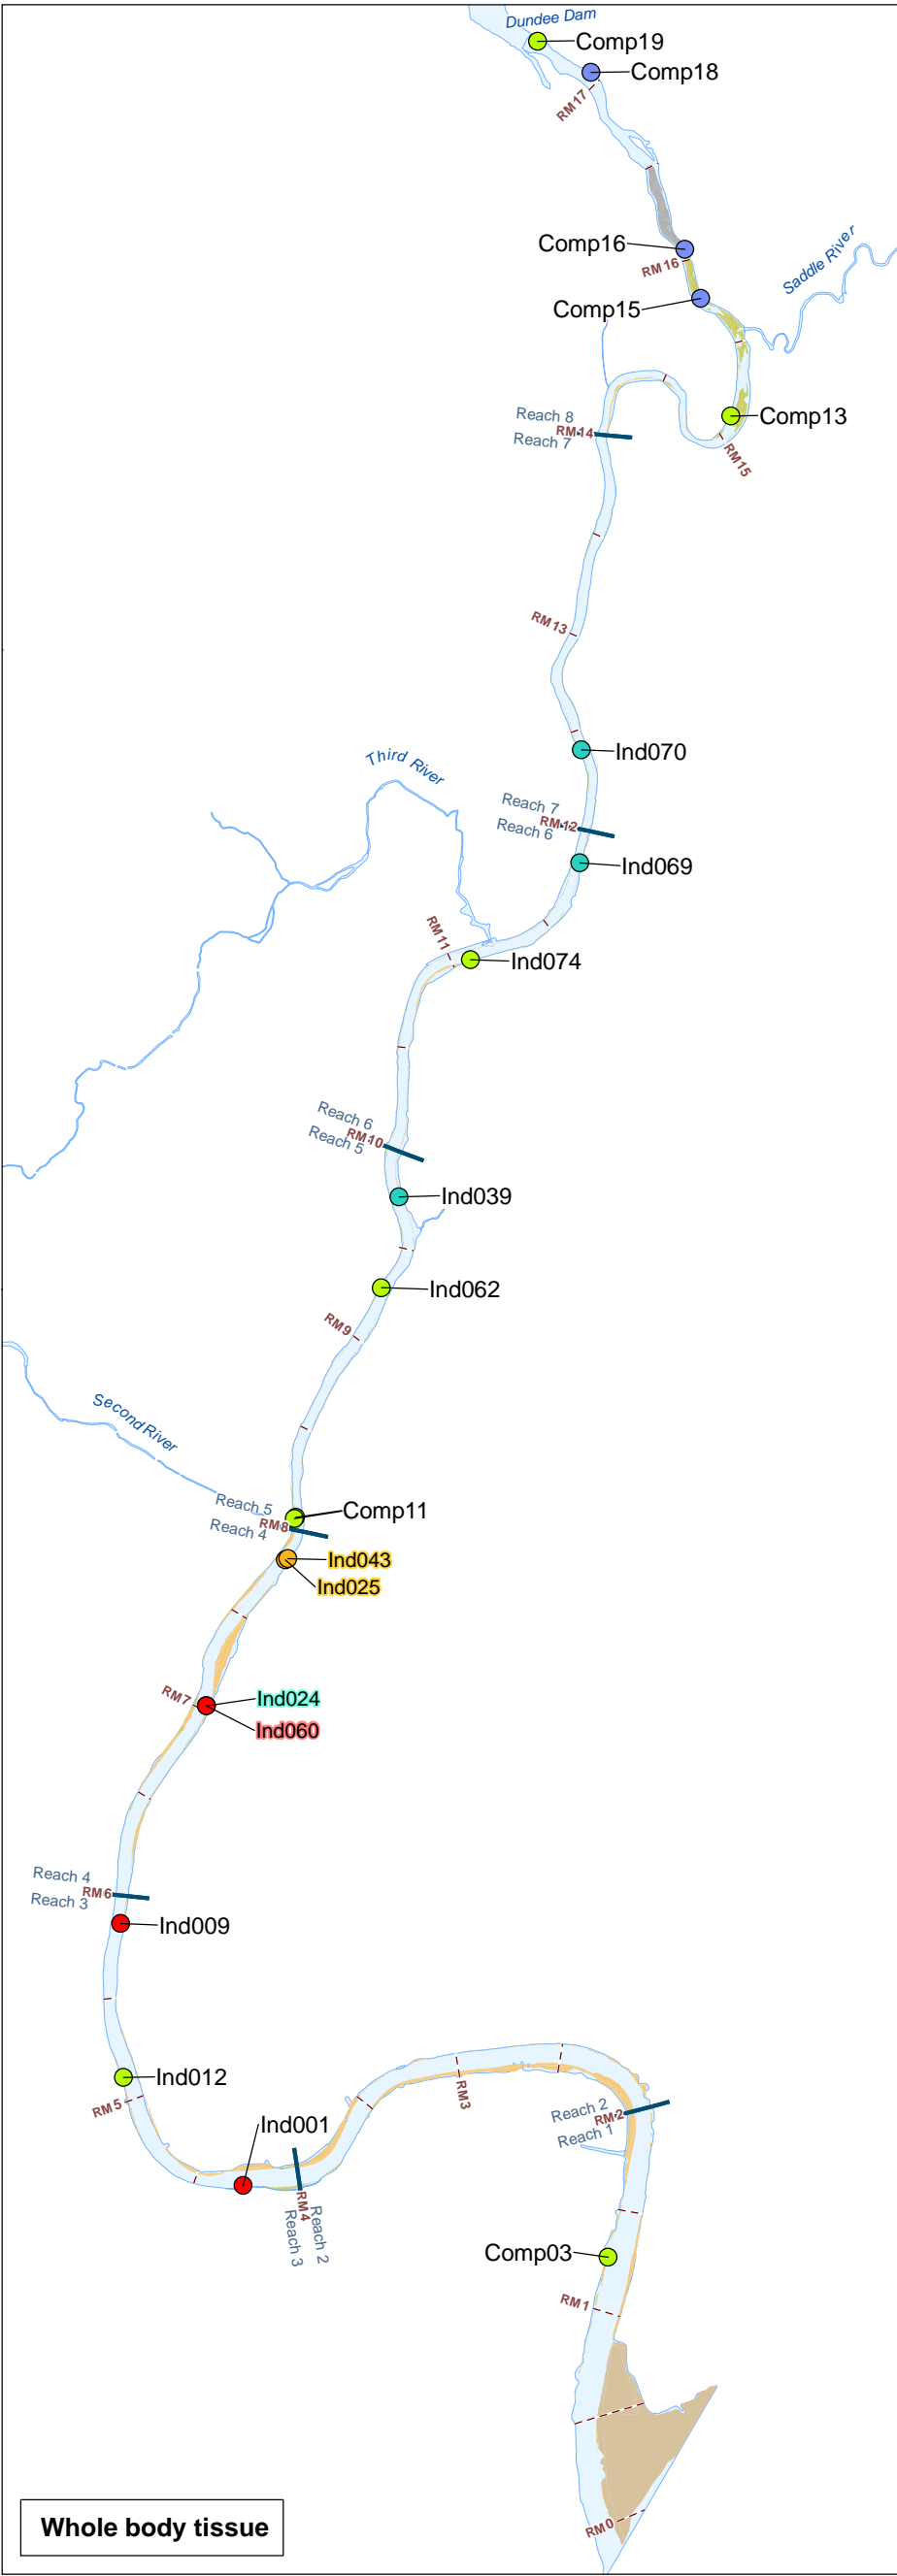 Dundee Dam
Comp19
Comp18
RM17
Comp16
RM16
Saddle River
Comp15
Comp13
Reach 8
RM14
Reach 7
RM15
RM13
Ind070
Third River
Reach 7
RM12
Reach 6
Ind069
RM11
Ind074
Reach 6
RM10
Reach 5
Ind039
Ind062
RM9
Second River
Reach 5
Comp11
RM8
Reach 4
Ind043
Ind025
RM7
Ind024
Ind060
Reach 4
RM6
Reach 3
Ind009
Ind012
RM5
RM3
Reach 2
RM2
Reach 1
Ind001
RM4
Reach 2
Reach 3
Comp03
RM1
RM0
Whole body tissue